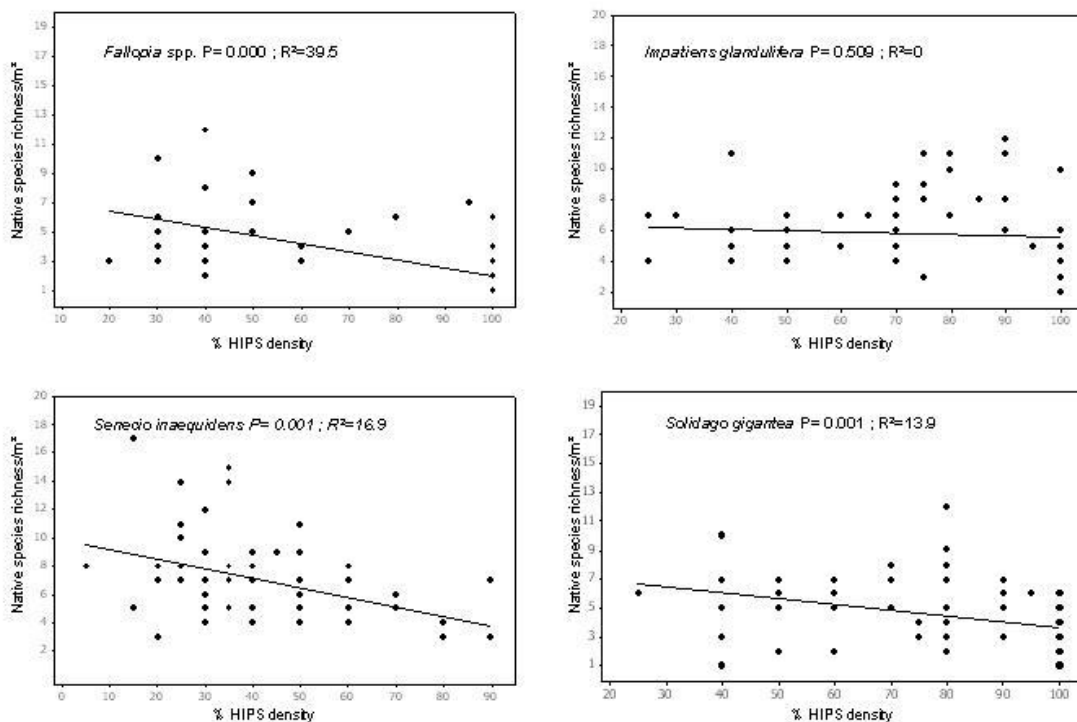 Native species richness/m²
19
17
15
13
11
9
7
5
3
1
Fallopia spp. P= 0.000 ; R²=39.5
10 20 30 40 50 60 70 80 90 100
% HIPS density
Native species richness/m²
20
18
16
14
12
10
8
6
4
2
Impatiens glandulifera P= 0.509 ; R²=0
20 30 40 50 60 70 80 90 100
% HIPS density
Native species richness/m²
20
18
16
14
12
10
8
6
4
2
Senecio inaequidens P= 0.001 ; R²=16.9
0 10 20 30 40 50 60 70 80 90
% HIPS density
Native species richness/m²
19
17
15
13
11
9
7
5
3
1
Solidago gigantea P= 0.001 ; R²=13.9
20 30 40 50 60 70 80 90 100
% HIPS density